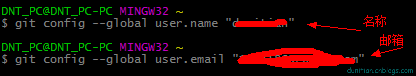 DNT_PC@DNT_PC-PC MINGW32 ~
$ git config --global user.name "
名称
邮箱
DNT_PC@DNT_PC-PC MINGW32 ~
$ git config --global user.email "
dunitian.cnblogs.com